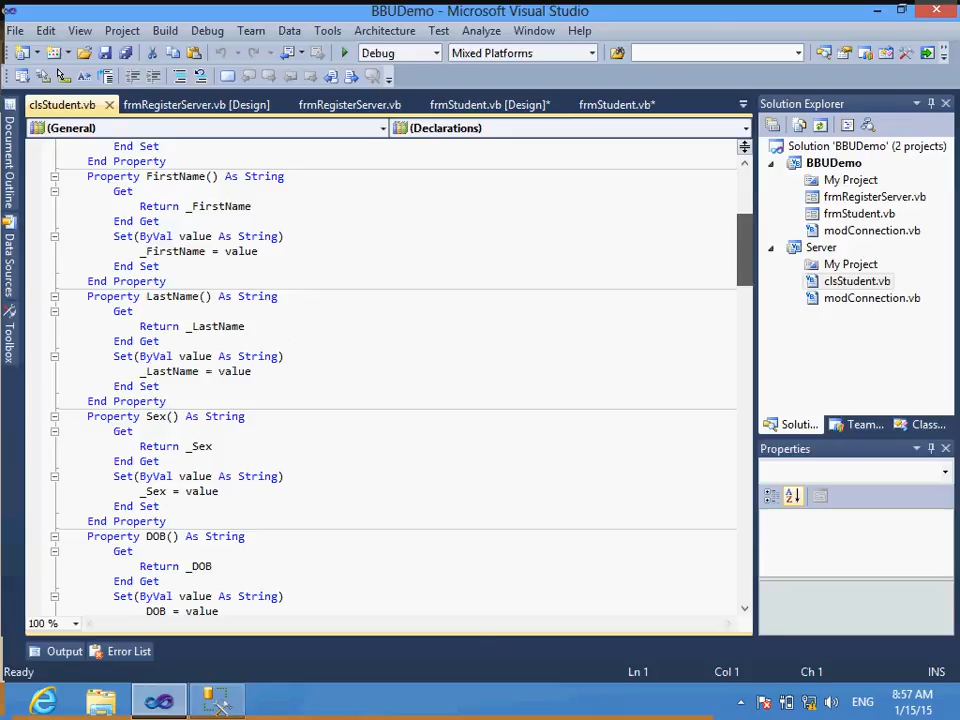 BBUDemo - Microsoft Visual Studio
File Edit View Project Build Debug Team Data Tools Architecture Test Analyze Window Help
Debug Mixed Platforms
clsStudent.vb frmRegisterServer.vb [Design] frmRegisterServer.vb frmStudent.vb [Design]* frmStudent.vb*
(General) (Declarations)
End Set
End Property
Property FirstName() As String
Get
Return _FirstName
End Get
Set(ByVal value As String)
_FirstName = value
End Set
End Property
Property LastName() As String
Get
Return _LastName
End Get
Set(ByVal value As String)
_LastName = value
End Set
End Property
Property Sex() As String
Get
Return _Sex
End Get
Set(ByVal value As String)
_Sex = value
End Set
End Property
Property DOB() As String
Get
Return _DOB
End Get
Set(ByVal value As String)
DOB = value
100 %
Document Outline
Data Sources
Toolbox
Solution Explorer
Solution 'BBUDemo' (2 projects)
BBUDemo
My Project
frmRegisterServer.vb
frmStudent.vb
modConnection.vb
Server
My Project
clsStudent.vb
modConnection.vb
Soluti... Team... Class...
Properties
Output Error List
Ready Ln 1 Col 1 Ch 1 INS
ENG
8:57 AM
1/15/15